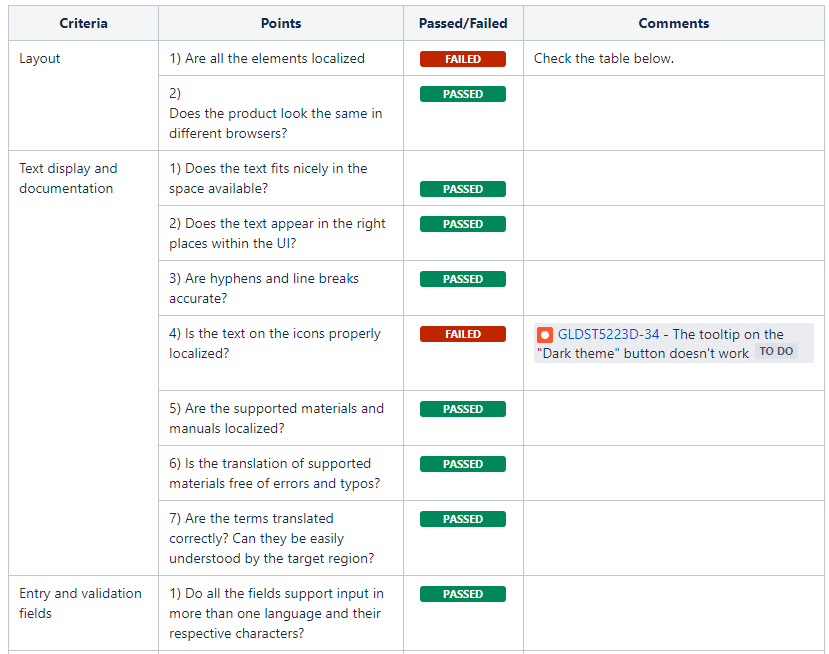 Criteria Points Passed/Failed Comments
Layout 1) Are all the elements localized FAILED Check the table below.
2)
Does the product look the same in
different browsers?
PASSED
Text display and
documentation
1) Does the text fits nicely in the
space available?
PASSED
2) Does the text appear in the right
places within the UI?
PASSED
3) Are hyphens and line breaks
accurate?
PASSED
4) Is the text on the icons properly
localized?
FAILED
GLDST5223D-34 - The tooltip on the
"Dark theme" button doesn't work TO DO
5) Are the supported materials and
manuals localized?
PASSED
6) Is the translation of supported
materials free of errors and typos?
PASSED
7) Are the terms translated
correctly? Can they be easily
understood by the target region?
PASSED
Entry and validation
fields
1) Do all the fields support input in
more than one language and their
respective characters?
PASSED